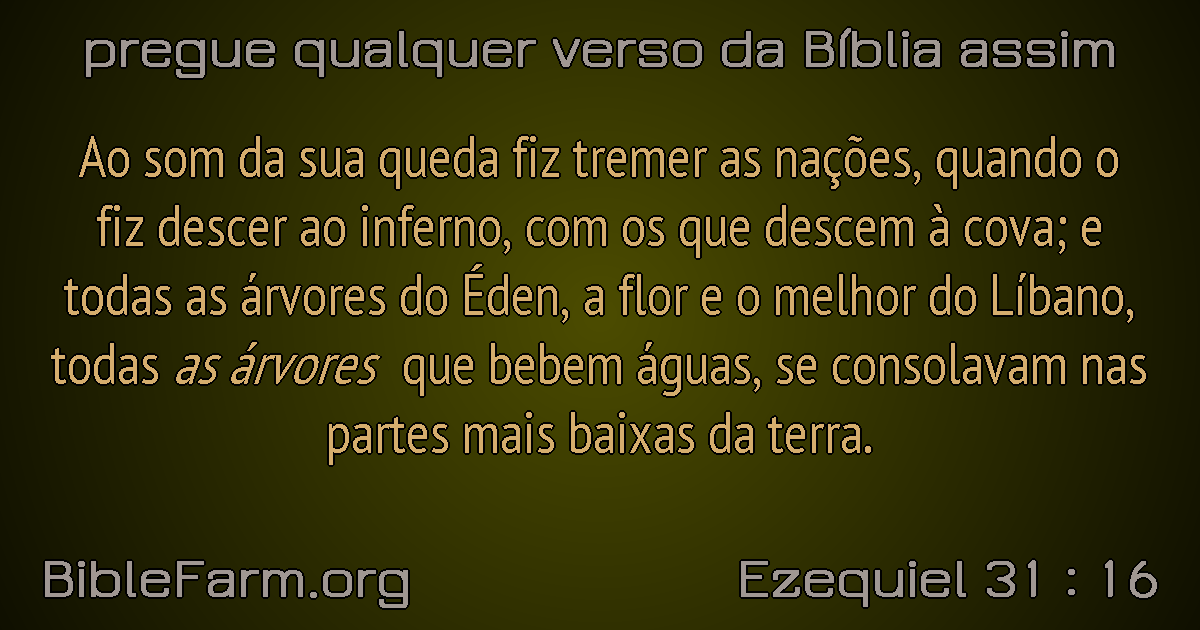 pregue qualquer verso da Bíblia assim
Ao som da sua queda fiz tremer as nações, quando o
fiz descer ao inferno, com os que descem à cova; e
todas as árvores do Éden, a flor e o melhor do Líbano,
todas as árvores que bebem águas, se consolavam nas
partes mais baixas da terra.
BibleFarm.org
Ezequiel 31 : 16